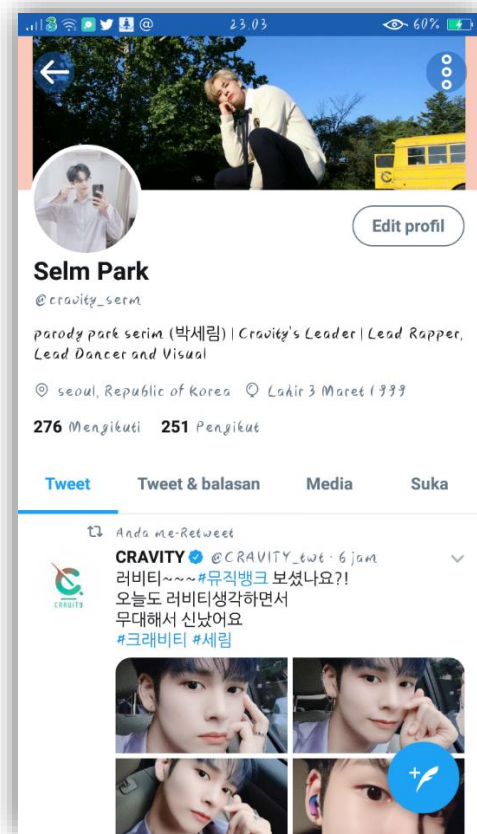 23.03
60%
Edit profil
Selm Park
@cravity_serm
parody park serim (박세림) | Cravity's Leader | Lead Rapper,
Lead Dancer and Visual
seoul, Republic of Korea Lahir 3 Maret 1999
276 Mengikuti 251 Pengikut
Tweet Tweet & balasan Media Suka
Anda me-Retweet
CRAVITY @CRAVITY_twt · 6 jam
러비티~~~#뮤직뱅크 보셨나요?!
오늘도 러비티생각하면서
무대해서 신났어요
#크래비티 #세림
CRAVITY